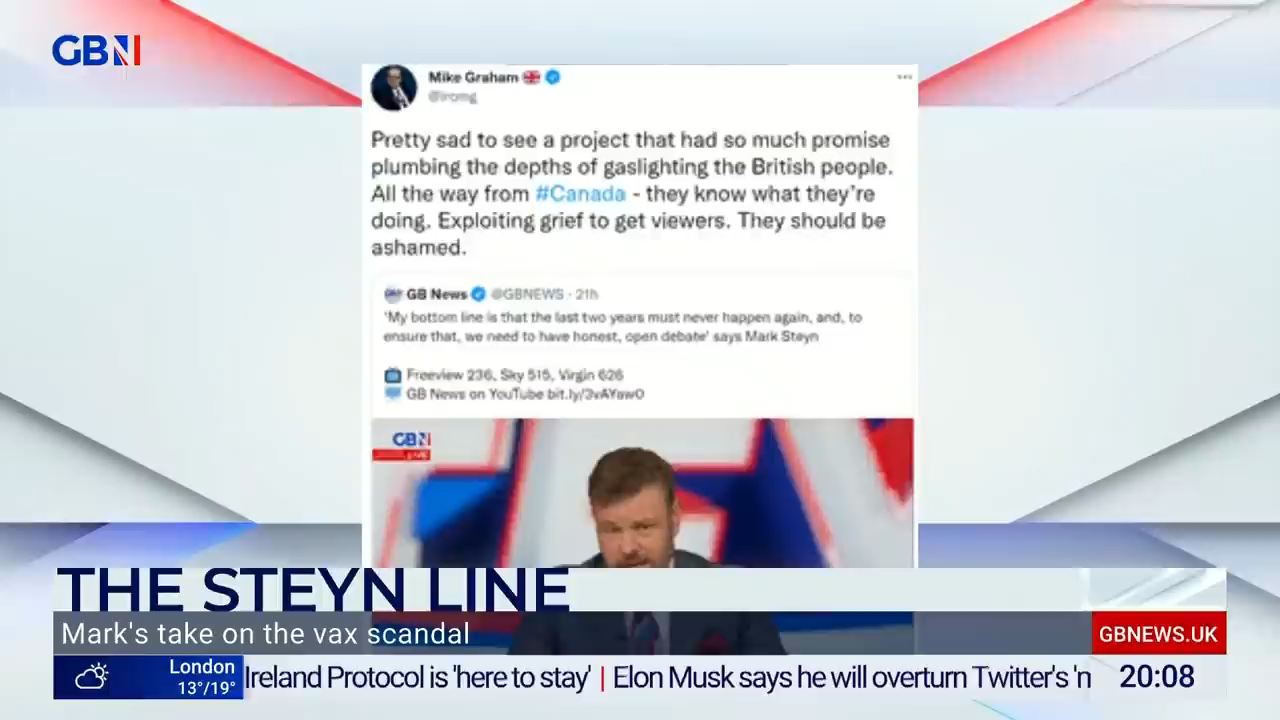 GBN
Mike Graham
@iromg
Pretty sad to see a project that had so much promise
plumbing the depths of gaslighting the British people.
All the way from #Canada - they know what they're
doing. Exploiting grief to get viewers. They should be
ashamed.
GB News @GBNEWS · 21h
'My bottom line is that the last two years must never happen again, and, to
ensure that, we need to have honest, open debate' says Mark Steyn
Freeview 236, Sky 515, Virgin 626
GB News on YouTube bit.ly/3vAYawO
GBN
LIVE
THE STEYN LINE
Mark's take on the vax scandal
GBNEWS.UK
London
13°/19°
Ireland Protocol is 'here to stay' | Elon Musk says he will overturn Twitter's 'n
20:08